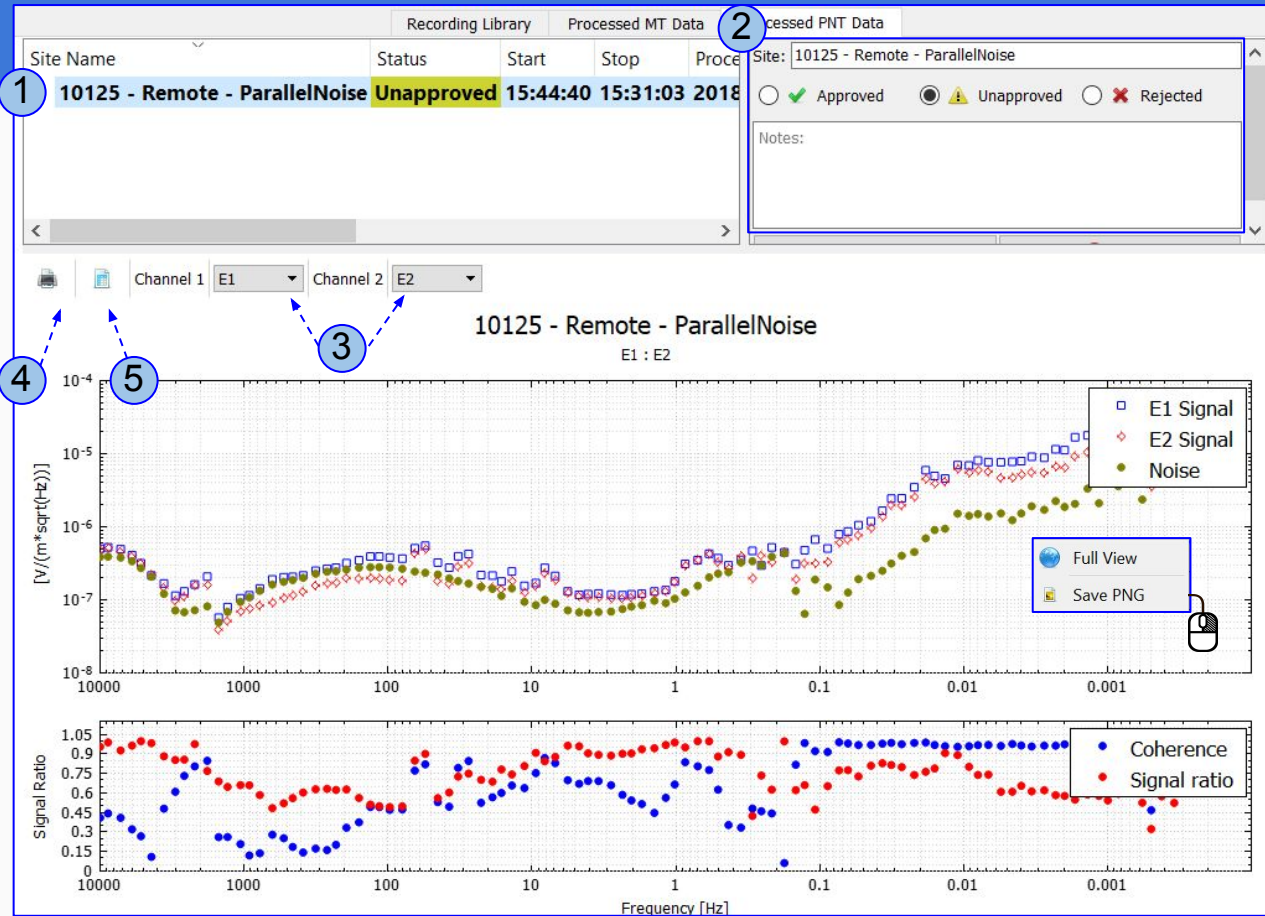 Recording Library Processed MT Data cessed PNT Data
2
Site Name Status Start Stop Proce
Site: 10125 - Remote - ParallelNoise
1
10125 - Remote - ParallelNoise Unapproved 15:44:40 15:31:03 2018
Approved Unapproved Rejected
Notes:
Channel 1 E1 Channel 2 E2
3
4
5
10125 - Remote - ParallelNoise
E1 : E2
[V/(m*sqrt(Hz))]
10-4
10-5
10-6
10-7
10-8
E1 Signal
E2 Signal
Noise
Full View
Save PNG
10000 1000 100 10 1 0.1 0.01 0.001
Signal Ratio
1.05
0.9
0.75
0.6
0.45
0.3
0.15
0
Coherence
Signal ratio
10000 1000 100 10 1 0.1 0.01 0.001
Frequency [Hz]